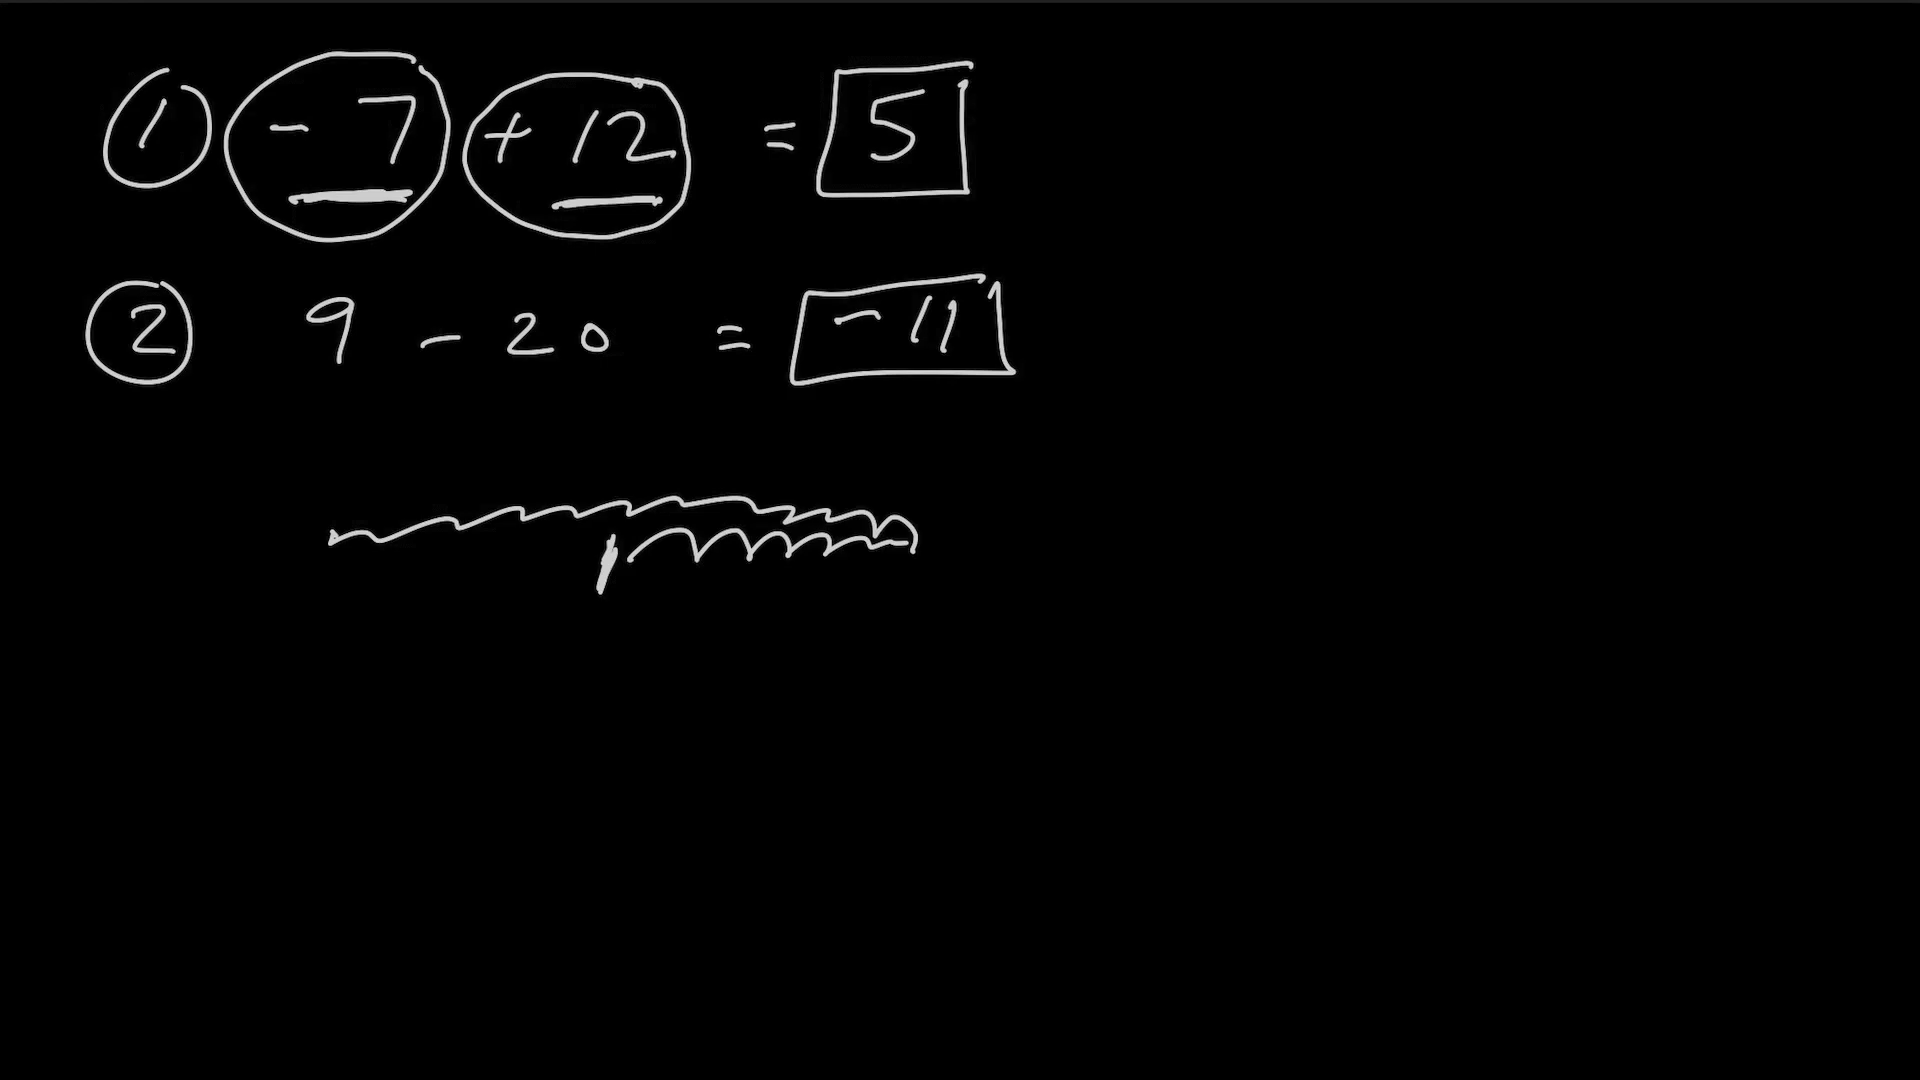 ① - 7 + 12 = 5
② 9 - 20 = - 11